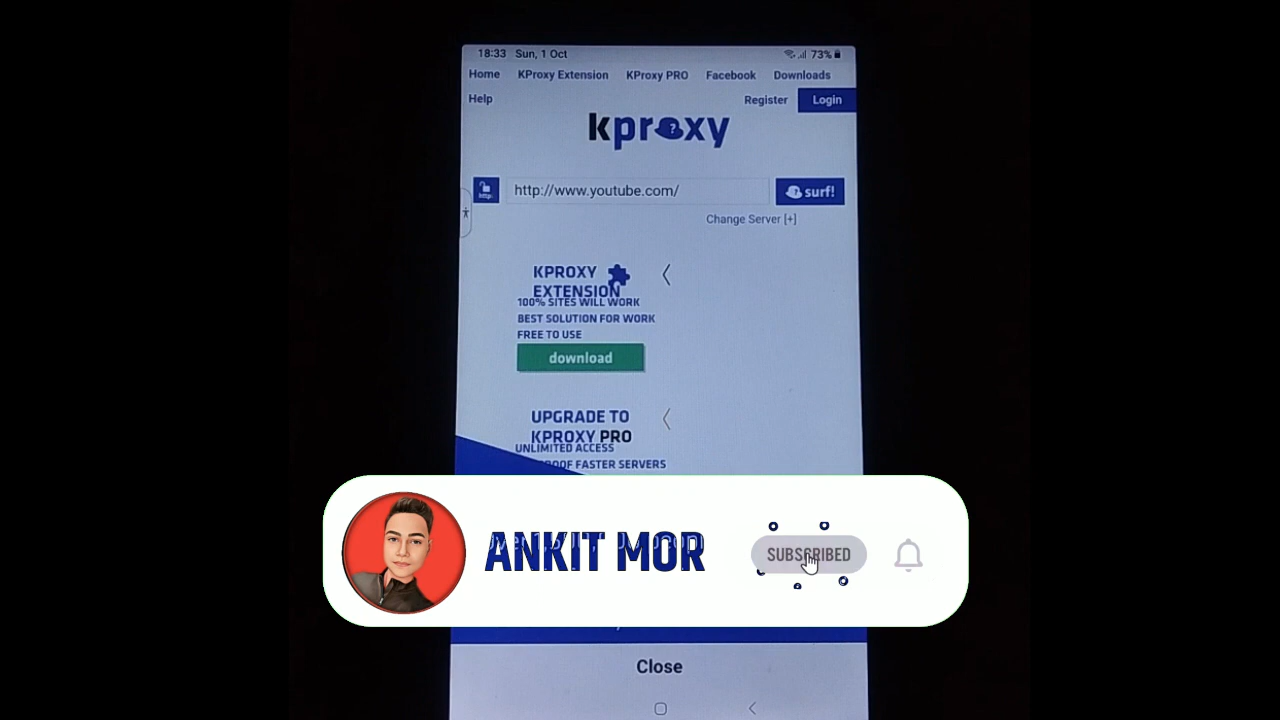 18:33 Sun, 1 Oct 73%
Home KProxy Extension KProxy PRO Facebook Downloads
Help Register Login
kproxy
http: http://www.youtube.com/ surf!
Change Server [+]
KPROXY
EXTENSION
100% SITES WILL WORK
BEST SOLUTION FOR WORK
FREE TO USE
download
UPGRADE TO
KPROXY PRO
UNLIMITED ACCESS
PROOF FASTER SERVERS
ANKIT MOR SUBSCRIBED
Close